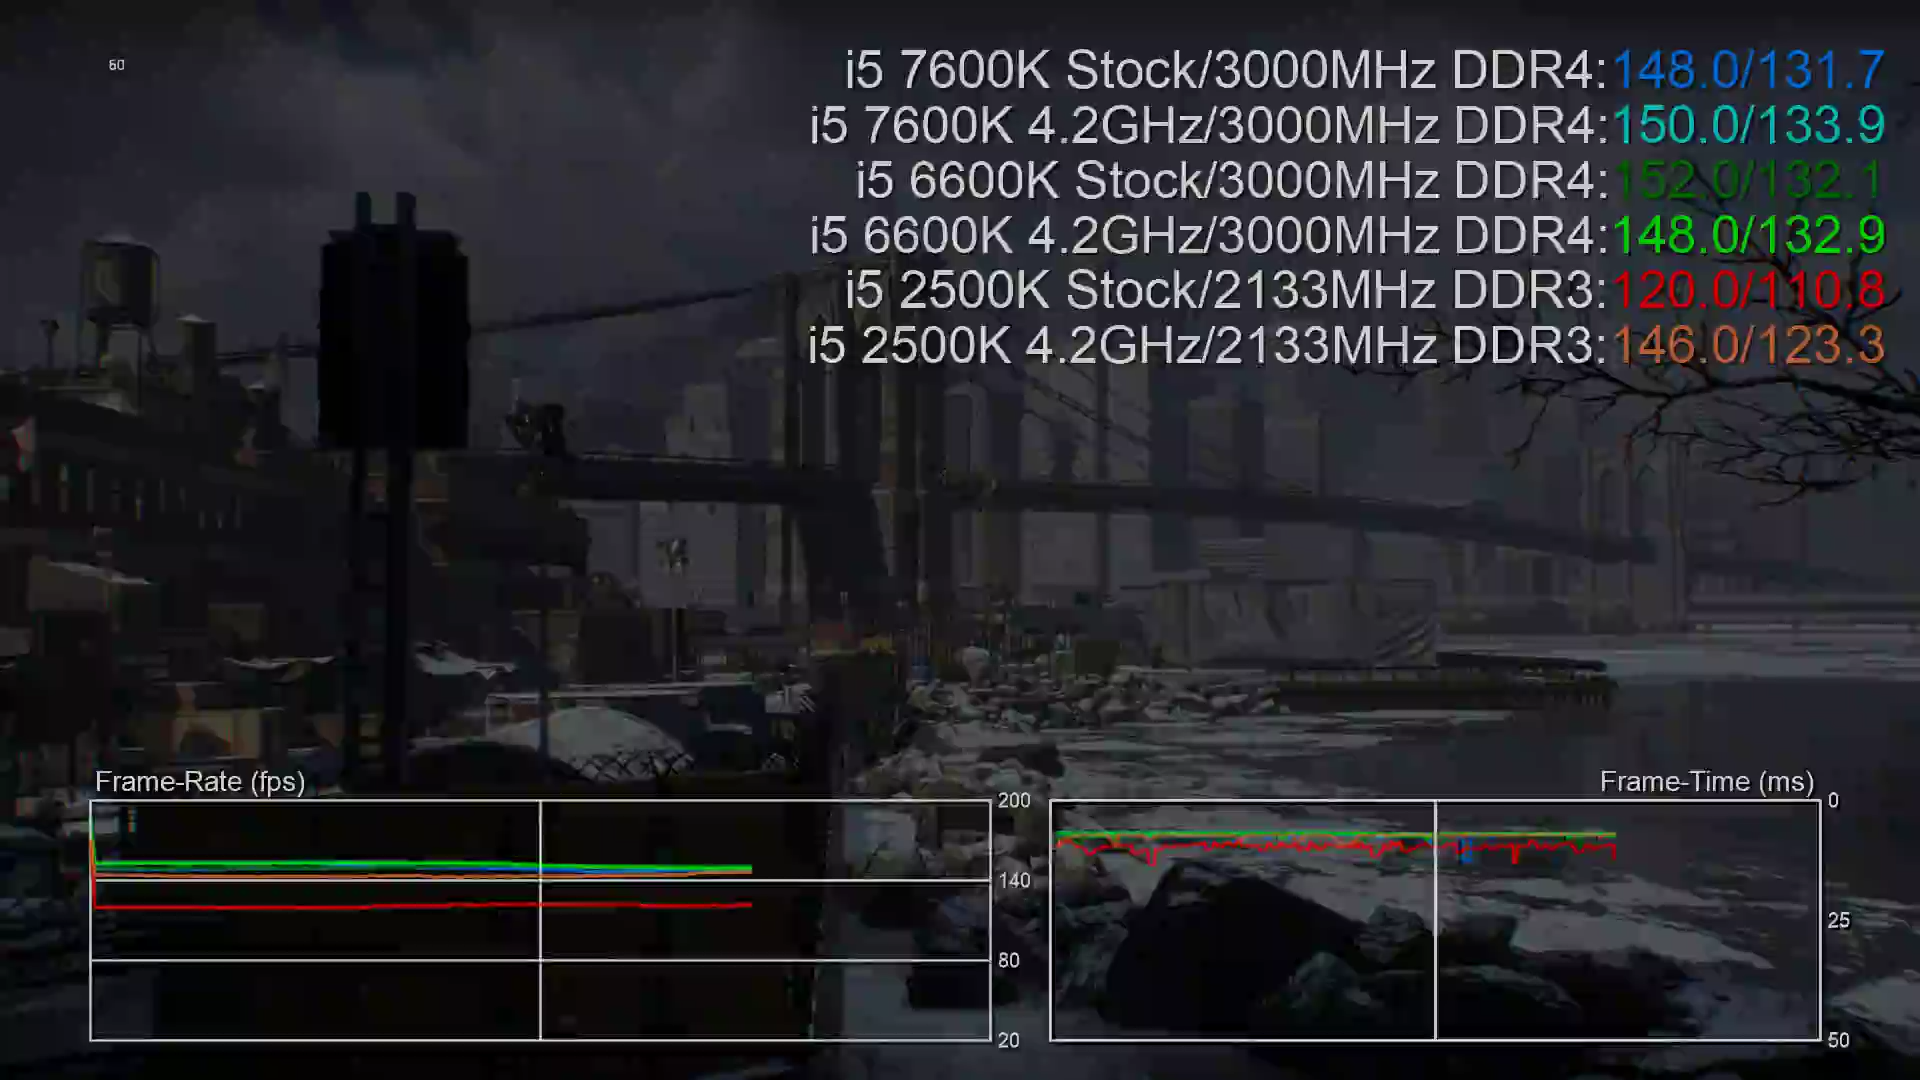 60
i5 7600K Stock/3000MHz DDR4:148.0/131.7
i5 7600K 4.2GHz/3000MHz DDR4:150.0/133.9
i5 6600K Stock/3000MHz DDR4:152.0/132.1
i5 6600K 4.2GHz/3000MHz DDR4:148.0/132.9
i5 2500K Stock/2133MHz DDR3:120.0/110.8
i5 2500K 4.2GHz/2133MHz DDR3:146.0/123.3
Frame-Rate (fps)
200
140
80
20
Frame-Time (ms)
0
25
50